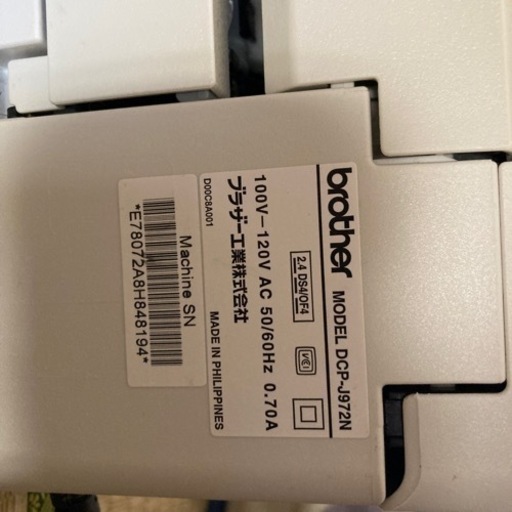 brother MODEL DCP-J972N
2.4 DS4/OF4
VCI
100V－120V AC 50/60Hz 0.70A
ブラザー工業株式会社
D00C8A001
MADE IN PHILIPPINES
Machine SN
*E78072A8H848194*